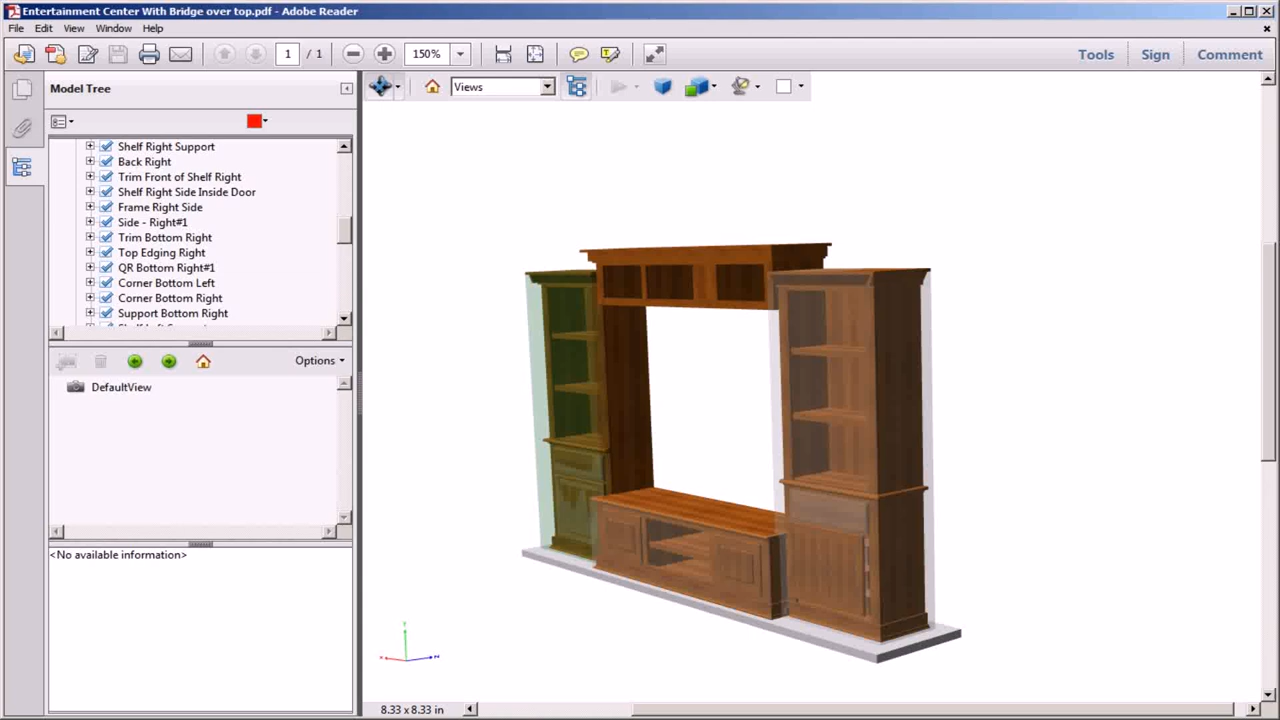 Entertainment Center With Bridge over top.pdf - Adobe Reader
File Edit View Window Help
1 / 1 150% Tools Sign Comment
Model Tree
Views
Shelf Right Support
Back Right
Trim Front of Shelf Right
Shelf Right Side Inside Door
Frame Right Side
Side - Right#1
Trim Bottom Right
Top Edging Right
QR Bottom Right#1
Corner Bottom Left
Corner Bottom Right
Support Bottom Right
Options
DefaultView
<No available information>
8.33 x 8.33 in